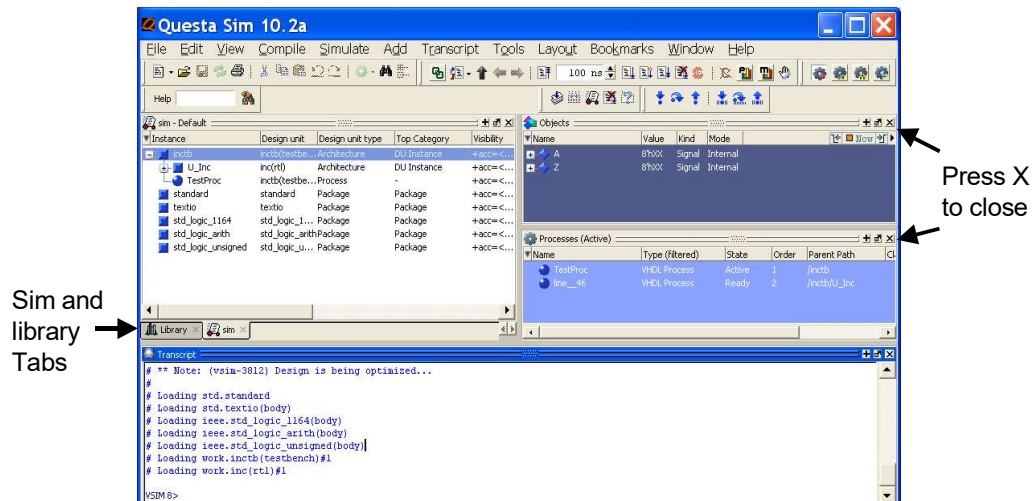 Questa Sim 10.2a
File Edit View Compile Simulate Add Transcript Tools Layout Bookmarks Window Help
100 ns
Help
sim - Default
Instance Design unit Design unit type Top Category Visibility
inctb inctb(testbe... Architecture DU Instance +acc=<...
U_Inc inc(rtl) Architecture DU Instance +acc=<...
TestProc inctb(testbe... Process - +acc=<...
standard standard Package Package +acc=<...
textio textio Package Package +acc=<...
std_logic_1164 std_logic_1... Package Package +acc=<...
std_logic_arith std_logic_arith Package Package +acc=<...
std_logic_unsigned std_logic_u... Package Package +acc=<...
Library sim
Objects
Name Value Kind Mode Now
A 8'hXX Signal Internal
Z 8'hXX Signal Internal
Processes (Active)
Name Type (filtered) State Order Parent Path Cl
TestProc VHDL Process Active 1 /inctb
line__46 VHDL Process Ready 2 /inctb/U_Inc
Press X
to close
Sim and
library
Tabs
Transcript
# ** Note: (vsim-3812) Design is being optimized...
#
# Loading std.standard
# Loading std.textio(body)
# Loading ieee.std_logic_1164(body)
# Loading ieee.std_logic_arith(body)
# Loading ieee.std_logic_unsigned(body)
# Loading work.inctb(testbench)#1
# Loading work.inc(rtl)#1
VSIM 8>